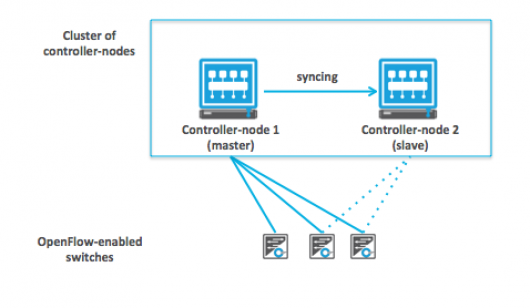 Cluster of
controller-nodes
syncing
Controller-node 1
(master)
Controller-node 2
(slave)
OpenFlow-enabled
switches